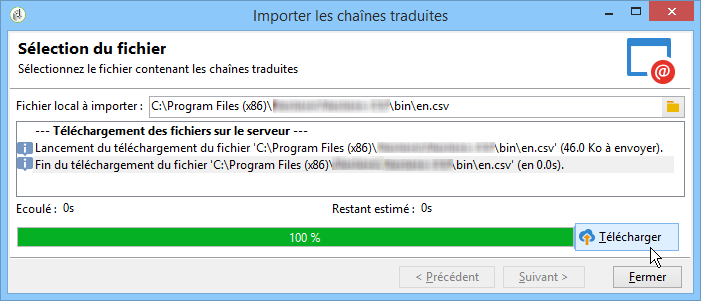 Importer les chaînes traduites
Sélection du fichier
Sélectionnez le fichier contenant les chaînes traduites
@
Fichier local à importer : C:\Program Files (x86)\ \bin\en.csv
--- Téléchargement des fichiers sur le serveur ---
Lancement du téléchargement du fichier 'C:\Program Files (x86)\ \bin\en.csv' (46.0 Ko à envoyer).
Fin du téléchargement du fichier 'C:\Program Files (x86)\ \bin\en.csv' (en 0.0s).
Ecoulé : 0s Restant estimé : 0s
100 % Télécharger
< Précédent Suivant > Fermer